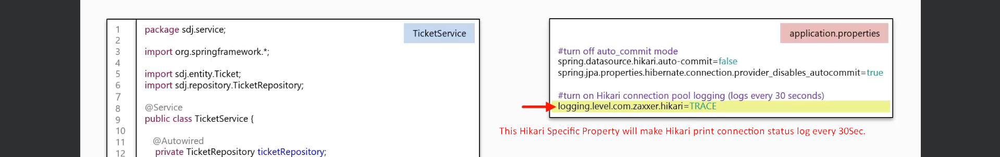 TicketService
1 package sdj.service;
2
3 import org.springframework.*;
4
5 import sdj.entity.Ticket;
6 import sdj.repository.TicketRepository;
7
8 @Service
9 public class TicketService {
10
11 @Autowired
12 private TicketRepository ticketRepository;
application.properties
#turn off auto_commit mode
spring.datasource.hikari.auto-commit=false
spring.jpa.properties.hibernate.connection.provider_disables_autocommit=true
#turn on Hikari connection pool logging (logs every 30 seconds)
logging.level.com.zaxxer.hikari=TRACE
This Hikari Specific Property will make Hikari print connection status log every 30Sec.